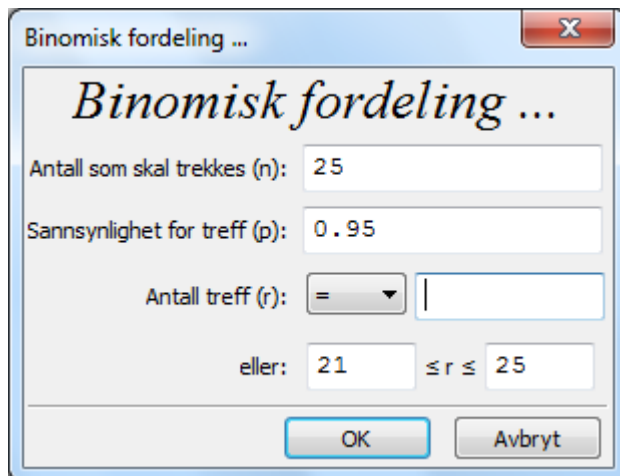 Binomisk fordeling ...
Binomisk fordeling ...
Antall som skal trekkes (n): 25
Sannsynlighet for treff (p): 0.95
Antall treff (r): =
eller: 21 ≤ r ≤ 25
OK Avbryt